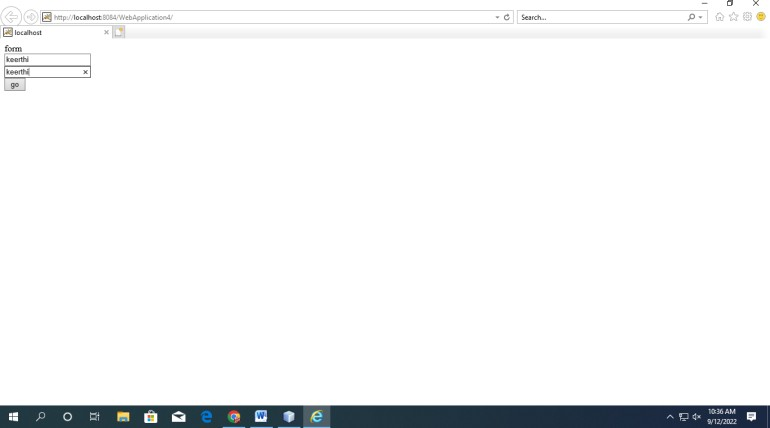 http://localhost:8084/WebApplication4/
Search...
localhost
form
keerthi
keerthi
go
10:36 AM
9/12/2022